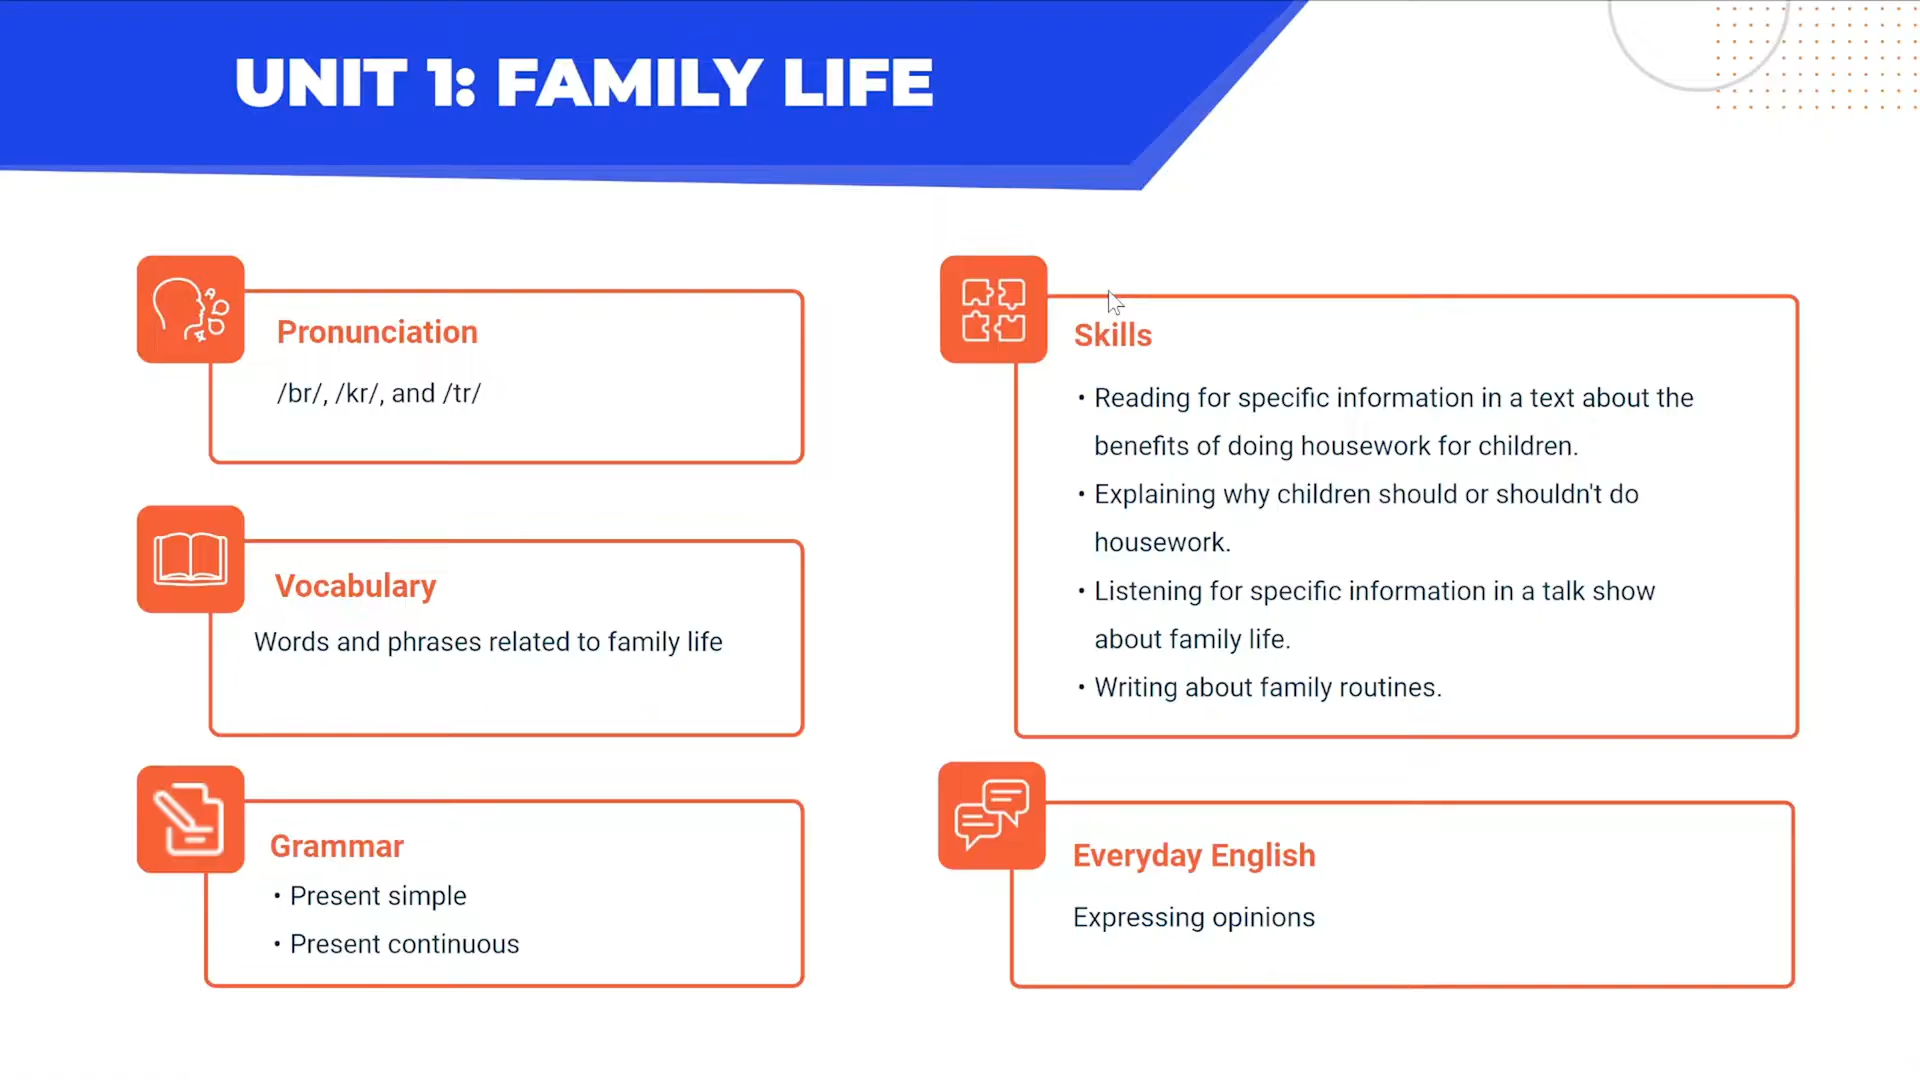 UNIT 1: FAMILY LIFE
Pronunciation
/br/, /kr/, and /tr/
Vocabulary
Words and phrases related to family life
Grammar
• Present simple
• Present continuous
Skills
• Reading for specific information in a text about the
benefits of doing housework for children.
• Explaining why children should or shouldn't do
housework.
• Listening for specific information in a talk show
about family life.
• Writing about family routines.
Everyday English
Expressing opinions